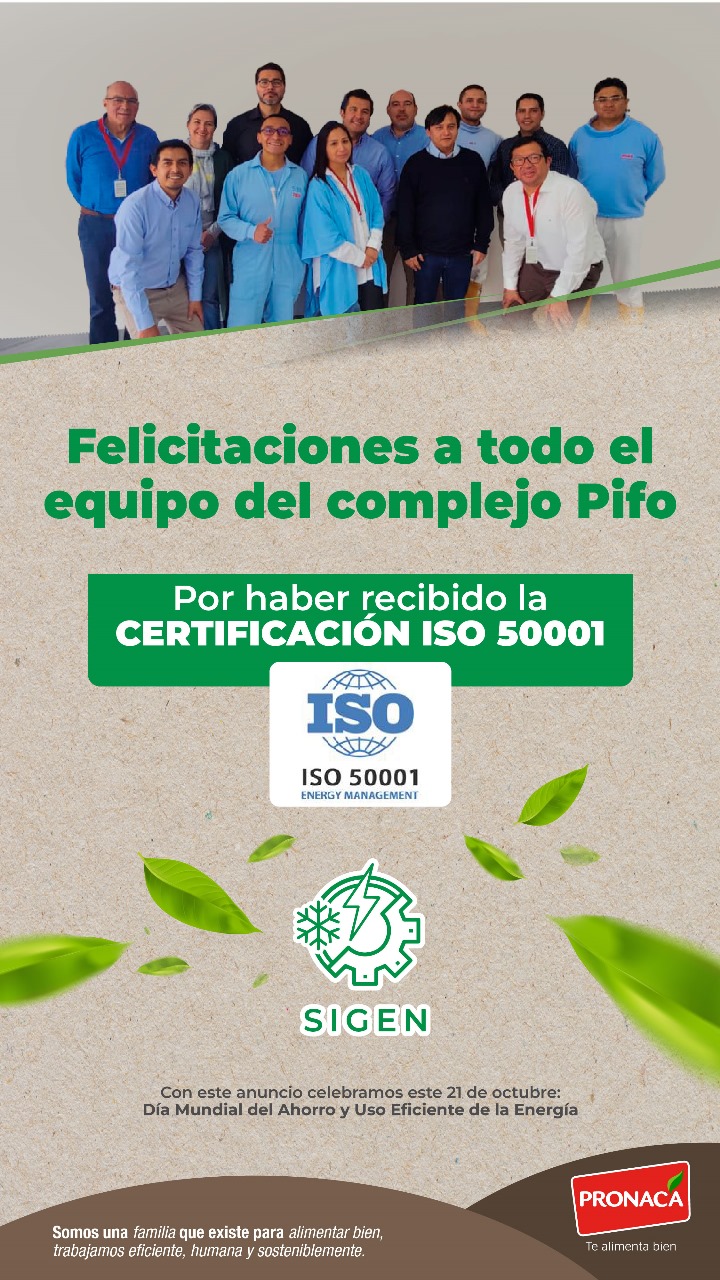 Felicitaciones a todo el
equipo del complejo Pifo
Por haber recibido la
CERTIFICACIÓN ISO 50001
ISO
ISO 50001
ENERGY MANAGEMENT
SIGEN
Con este anuncio celebramos este 21 de octubre:
Día Mundial del Ahorro y Uso Eficiente de la Energía
Somos una familia que existe para alimentar bien,
trabajamos eficiente, humana y sosteniblemente.
PRONACA
Te alimenta bien